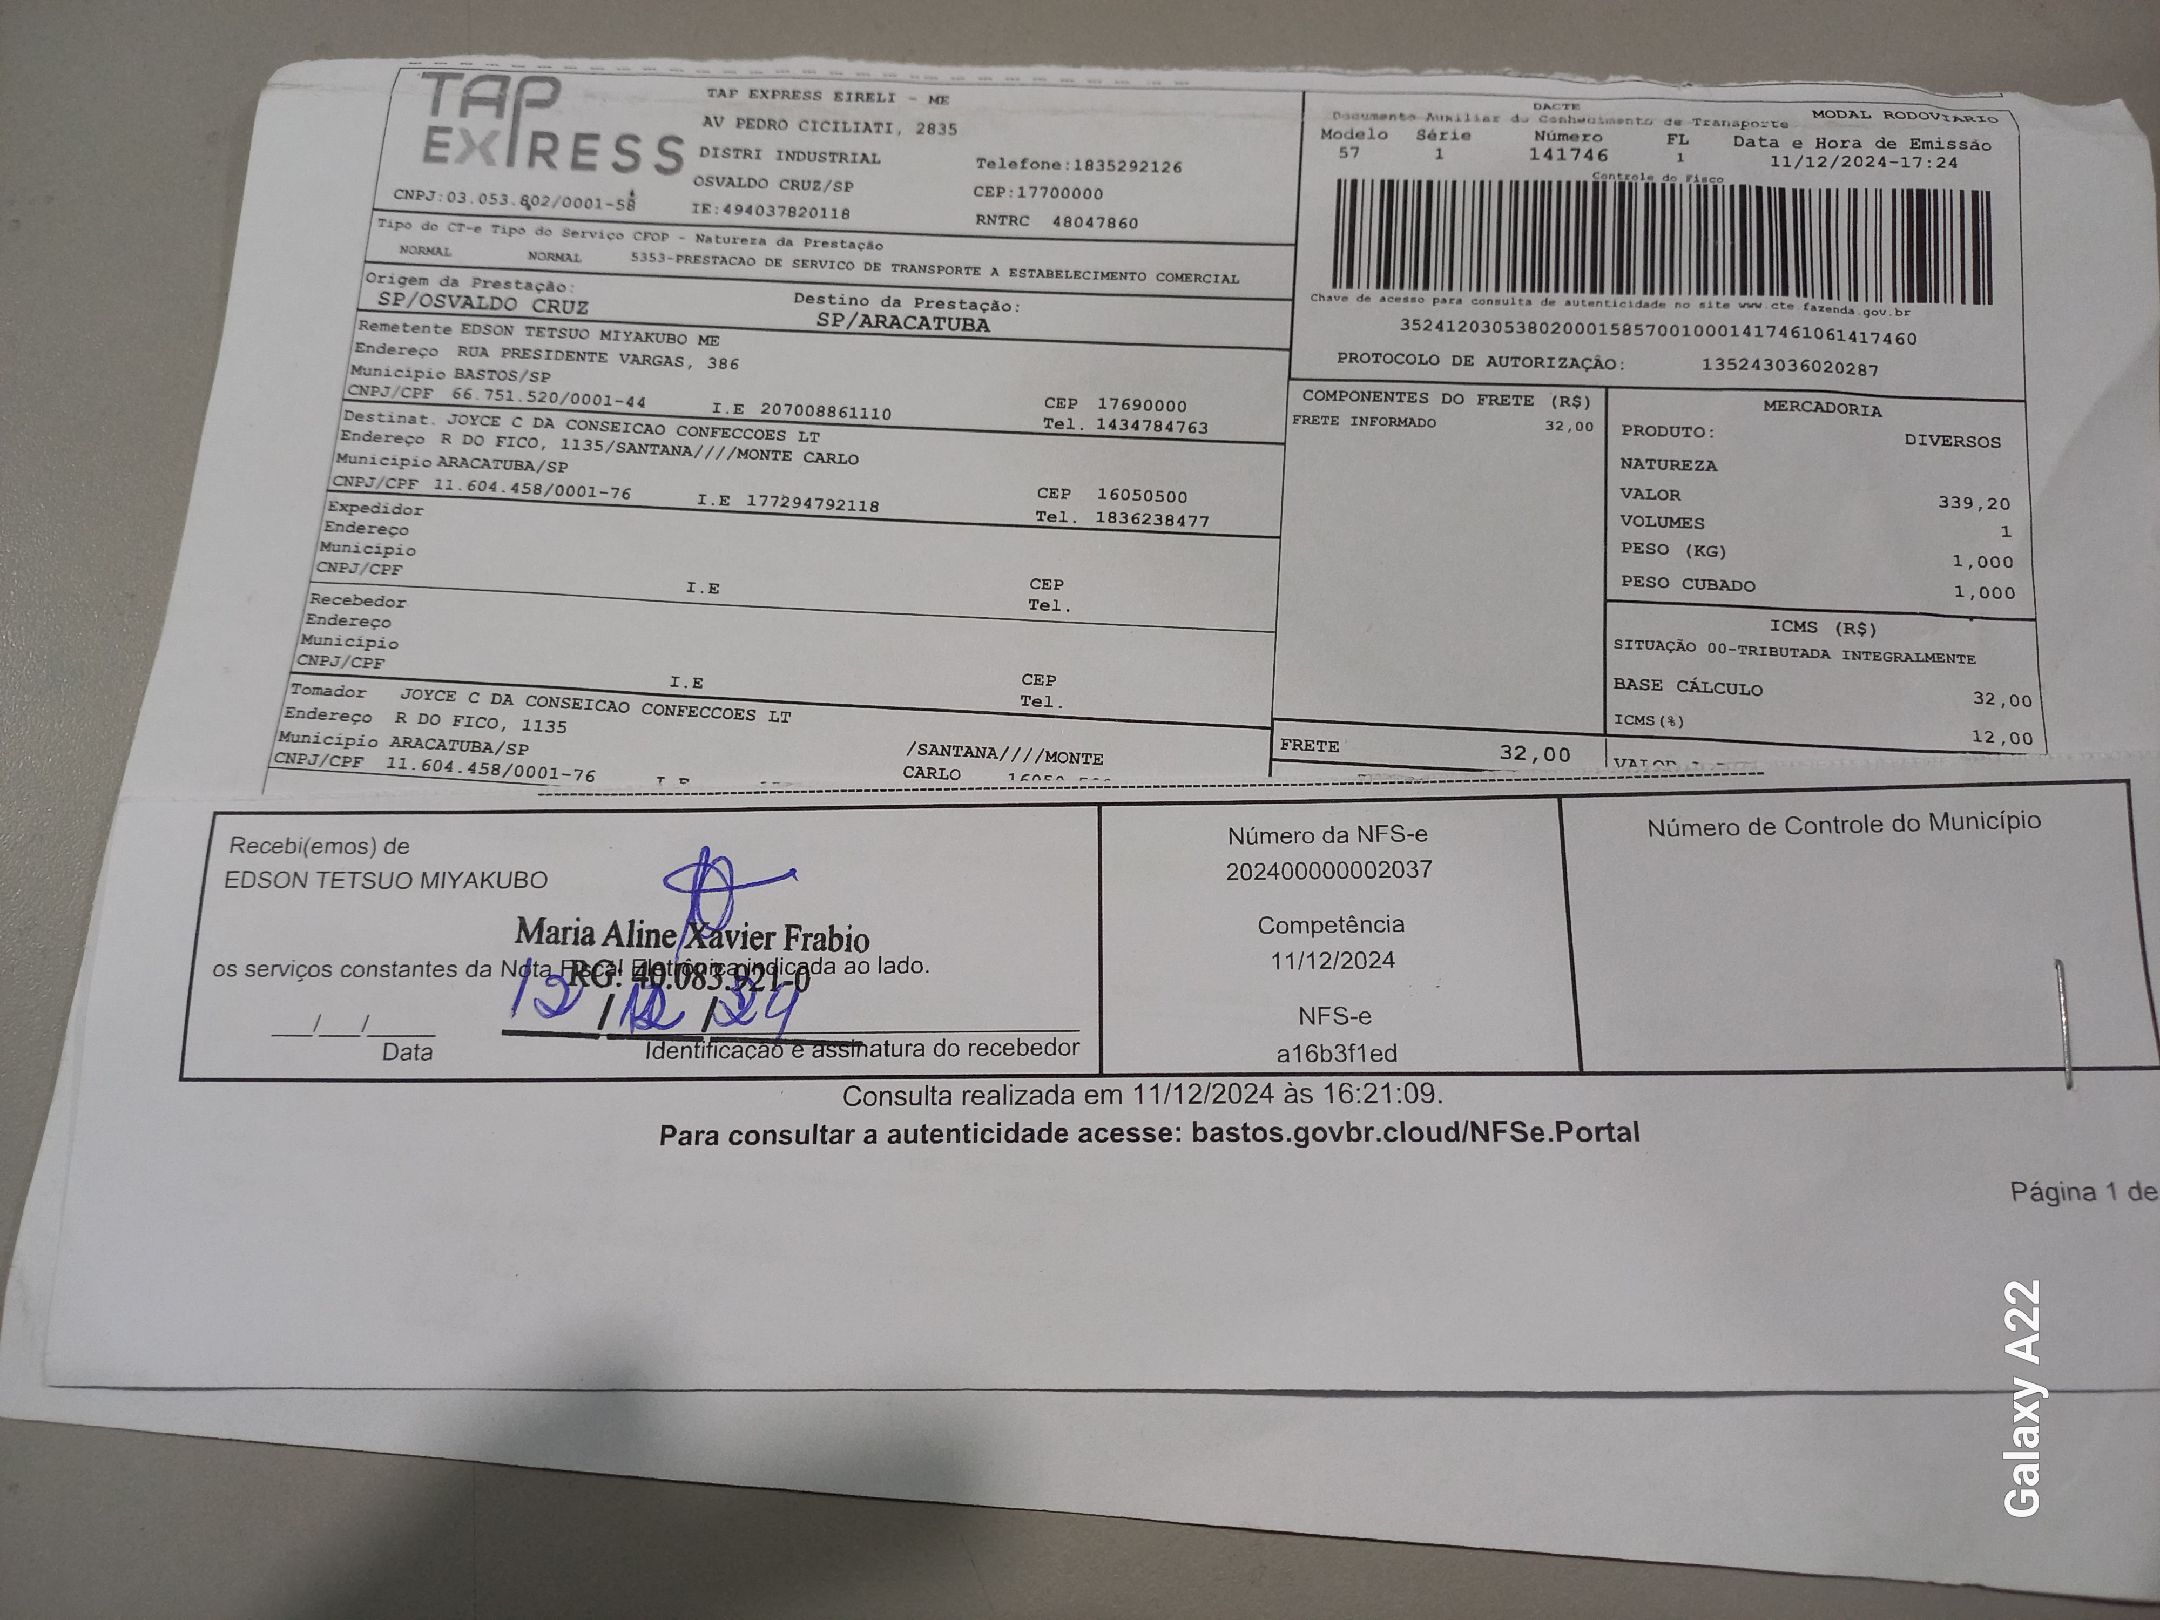 TAP EXPRESS
TAP EXPRESS EIRELI - ME
AV PEDRO CICILIATI, 2835
DISTRI INDUSTRIAL
Telefone:1835292126
OSVALDO CRUZ/SP
CEP:17700000
CNPJ:03.053.802/0001-58
IE:494037820118
RNTRC 48047860
Tipo do CT-e Tipo do Serviço CFOP - Natureza da Prestação
NORMAL NORMAL 5353-PRESTACAO DE SERVICO DE TRANSPORTE A ESTABELECIMENTO COMERCIAL
Origem da Prestação:
SP/OSVALDO CRUZ
Destino da Prestação:
SP/ARACATUBA
Remetente EDSON TETSUO MIYAKUBO ME
Endereço RUA PRESIDENTE VARGAS, 386
Município BASTOS/SP
CNPJ/CPF 66.751.520/0001-44 I.E 207008861110
CEP 17690000
Tel. 1434784763
Destinat. JOYCE C DA CONSEICAO CONFECCOES LT
Endereço R DO FICO, 1135/SANTANA////MONTE CARLO
Município ARACATUBA/SP
CNPJ/CPF 11.604.458/0001-76 I.E 177294792118
CEP 16050500
Tel. 1836238477
Expedidor
Endereço
Município
CNPJ/CPF I.E
CEP
Tel.
Recebedor
Endereço
Município
CNPJ/CPF I.E
CEP
Tel.
Tomador JOYCE C DA CONSEICAO CONFECCOES LT
Endereço R DO FICO, 1135
/SANTANA////MONTE
Município ARACATUBA/SP
CARLO
CNPJ/CPF 11.604.458/0001-76
DACTE
Documento Auxiliar do Conhecimento de Transporte
MODAL RODOVIARIO
Modelo Série Número FL Data e Hora de Emissão
57 1 141746 1 11/12/2024-17:24
Controle do Fisco
Chave de acesso para consulta de autenticidade no site www.cte fazenda.gov.br
35241203053802000158570010001417461061417460
PROTOCOLO DE AUTORIZAÇÃO: 135243036020287
COMPONENTES DO FRETE (R$)
FRETE INFORMADO 32,00
FRETE 32,00
MERCADORIA
PRODUTO: DIVERSOS
NATUREZA
VALOR 339,20
VOLUMES 1
PESO (KG) 1,000
PESO CUBADO 1,000
ICMS (R$)
SITUAÇÃO 00-TRIBUTADA INTEGRALMENTE
BASE CÁLCULO 32,00
ICMS(%) 12,00
Recebi(emos) de
EDSON TETSUO MIYAKUBO
Maria Aline Xavier Frabio
os serviços constantes da Nota Fiscal Eletrônica indicada ao lado.
RG: 40.083.921-0
12/12/24
___/___/_____
Data
Identificação e assinatura do recebedor
Número da NFS-e
202400000002037
Competência
11/12/2024
NFS-e
a16b3f1ed
Número de Controle do Município
Consulta realizada em 11/12/2024 às 16:21:09.
Para consultar a autenticidade acesse: bastos.govbr.cloud/NFSe.Portal
Página 1 de
Galaxy A22